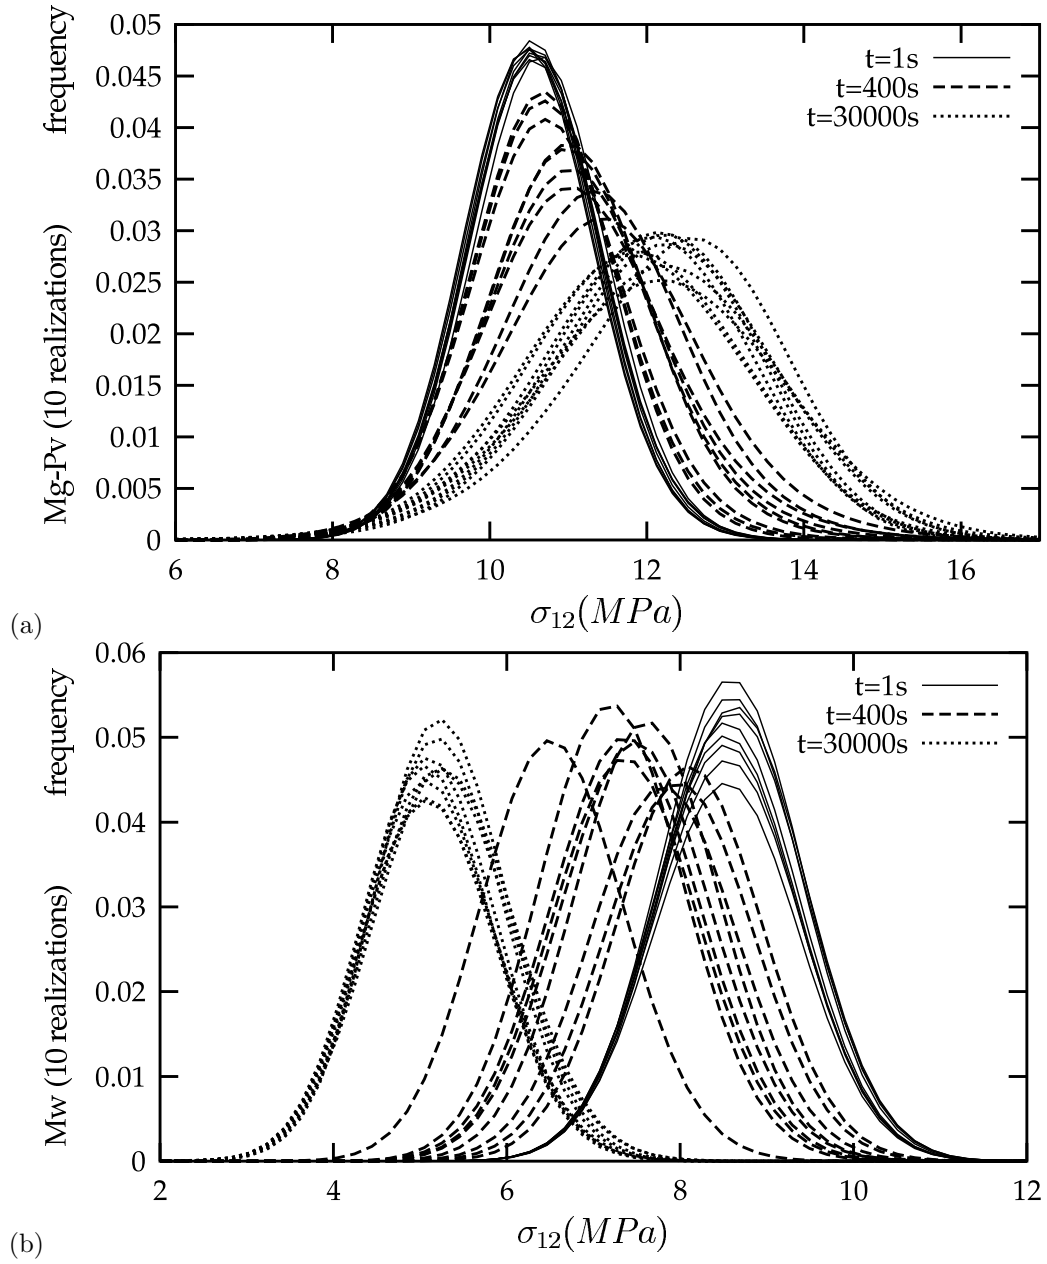 0.05
0.045
0.04
0.035
0.03
0.025
0.02
0.015
0.01
0.005
0
frequency
Mg-Pv (10 realizations)
t=1s
t=400s
t=30000s
6 8 10 12 14 16
σ12(MPa)
(a)
0.06
0.05
0.04
0.03
0.02
0.01
0
frequency
Mw (10 realizations)
t=1s
t=400s
t=30000s
2 4 6 8 10 12
σ12(MPa)
(b)